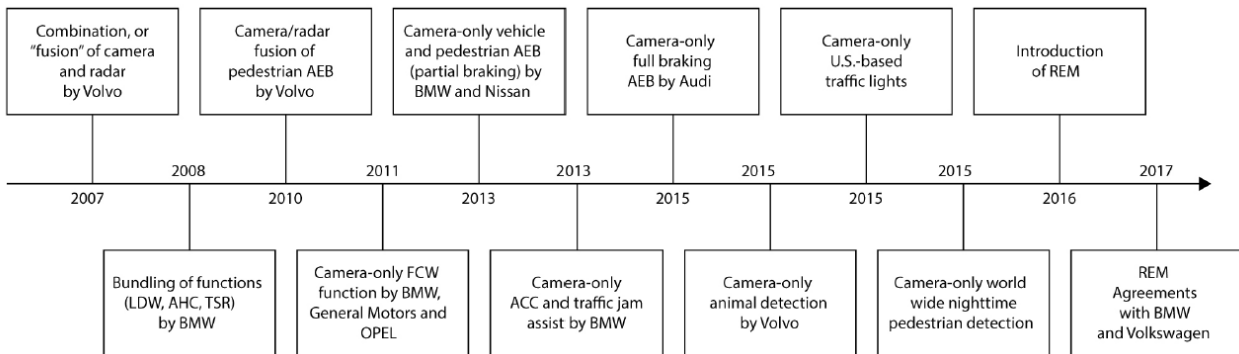 Combination, or
“fusion” of camera
and radar
by Volvo
Camera/radar
fusion of
pedestrian AEB
by Volvo
Camera-only vehicle
and pedestrian AEB
(partial braking) by
BMW and Nissan
Camera-only
full braking
AEB by Audi
Camera-only
U.S.-based
traffic lights
Introduction
of REM
2008
2011
2013
2015
2015
2017
2007
2010
2013
2015
2015
2016
Bundling of functions
(LDW, AHC, TSR)
by BMW
Camera-only FCW
function by BMW,
General Motors and
OPEL
Camera-only
ACC and traffic jam
assist by BMW
Camera-only
animal detection
by Volvo
Camera-only world
wide nighttime
pedestrian detection
REM
Agreements
with BMW
and Volkswagen